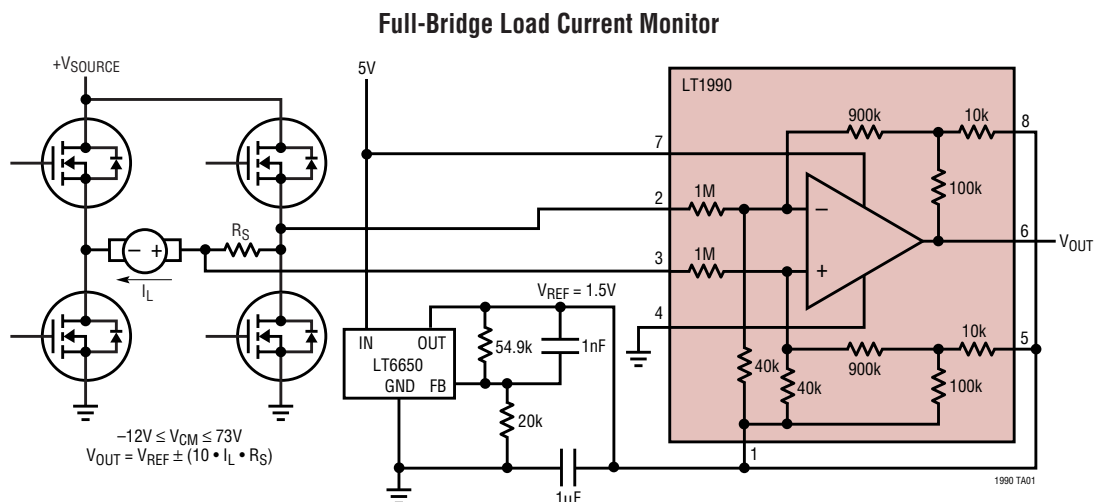 Full-Bridge Load Current Monitor
+VSOURCE
5V
LT1990
900k
10k
8
7
100k
1M
2
−
RS
− +
6
VOUT
IL
1M
3
+
VREF = 1.5V
4
10k
5
IN OUT
54.9k
1nF
LT6650
GND FB
40k
900k
40k
100k
20k
–12V ≤ VCM ≤ 73V
VOUT = VREF ± (10 • IL • RS)
1
1µF
1990 TA01